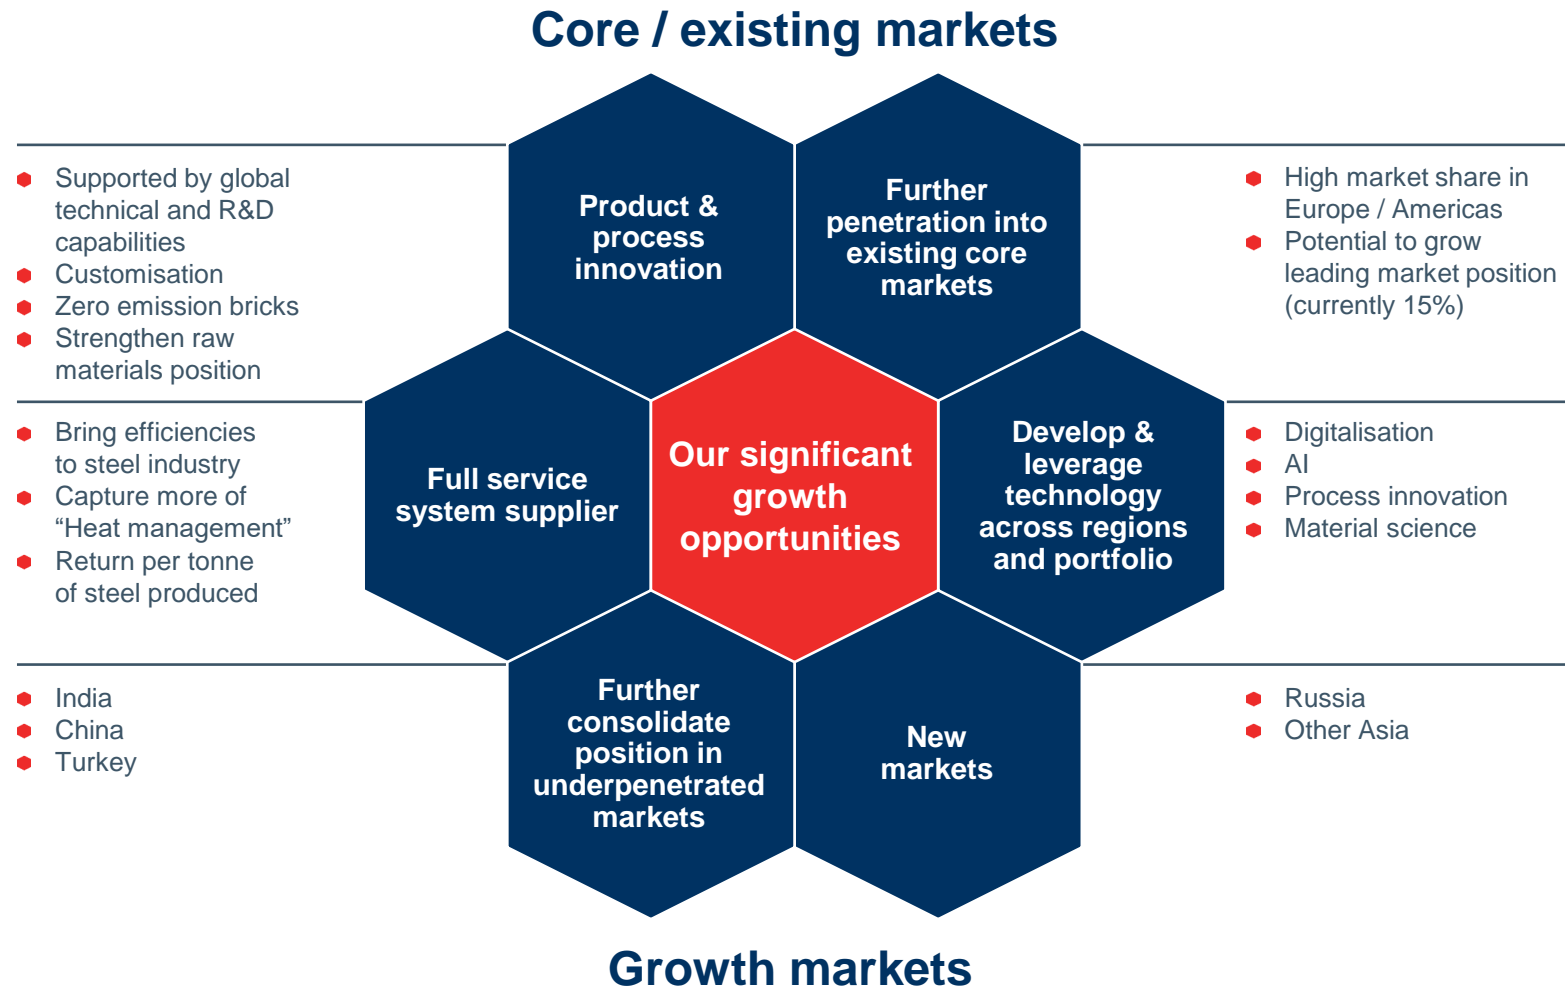 Core / existing markets
Supported by global
technical and R&D
capabilities
Customisation
Zero emission bricks
Strengthen raw
materials position
Product &
process
innovation
Further
penetration into
existing core
markets
High market share in
Europe / Americas
Potential to grow
leading market position
(currently 15%)
Bring efficiencies
to steel industry
Capture more of
“Heat management”
Return per tonne
of steel produced
Full service
system supplier
Our significant
growth
opportunities
Develop &
leverage
technology
across regions
and portfolio
Digitalisation
AI
Process innovation
Material science
India
China
Turkey
Further
consolidate
position in
underpenetrated
markets
New
markets
Russia
Other Asia
Growth markets